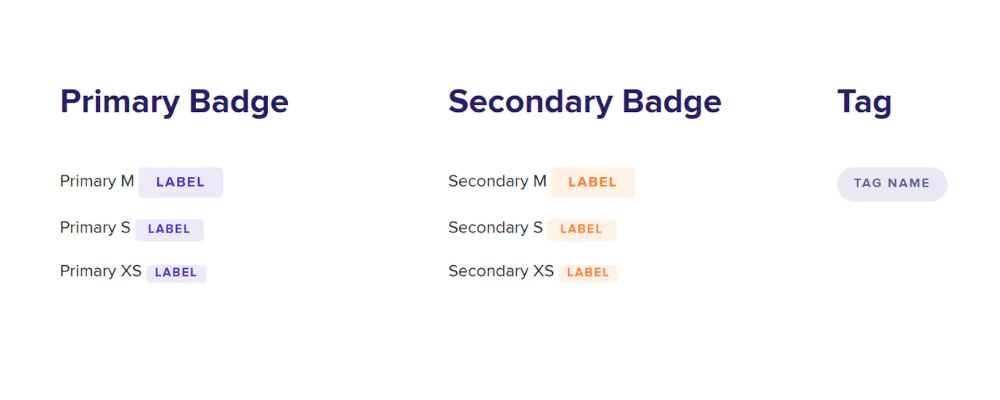 Primary Badge
Primary M LABEL
Primary S LABEL
Primary XS LABEL
Secondary Badge
Secondary M LABEL
Secondary S LABEL
Secondary XS LABEL
Tag
TAG NAME